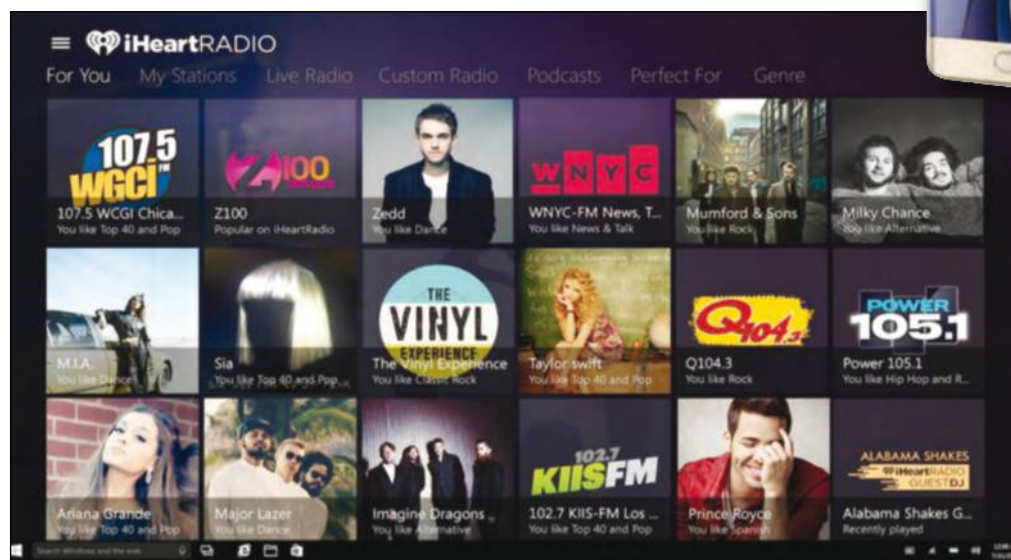 iHeartRADIO
For You My Stations Live Radio Custom Radio Podcasts Perfect For Genre
107.5 FM
WGCI
Z100
WNYC
107.5 WCGI Chica...
You like Top 40 and Pop
Z100
Popular on iHeartRadio
Zedd
You like Dance
WNYC-FM News, T...
You like News & Talk
Mumford & Sons
You like Rock
Milky Chance
You like Alternative
M.I.A.
You like Dance
Sia
You like Top 40 and Pop
THE
VINYL
EXPERIENCE
The Vinyl Experience
You like Classic Rock
Taylor swift
You like Top 40 and Pop
Q104.3
Q104.3
You like Rock
POWER
105.1
Power 105.1
You like Hip Hop and R...
Ariana Grande
You like Top 40 and Pop
Major Lazer
You like Dance
Imagine Dragons
You like Alternative
102.7
KIISFM
102.7 KIIS-FM Los ...
You like Top 40 and Pop
Prince Royce
You like Spanish
ALABAMA SHAKES
iHeartRADIO
GUEST DJ
Alabama Shakes G...
Recently played
Search Windows and the web